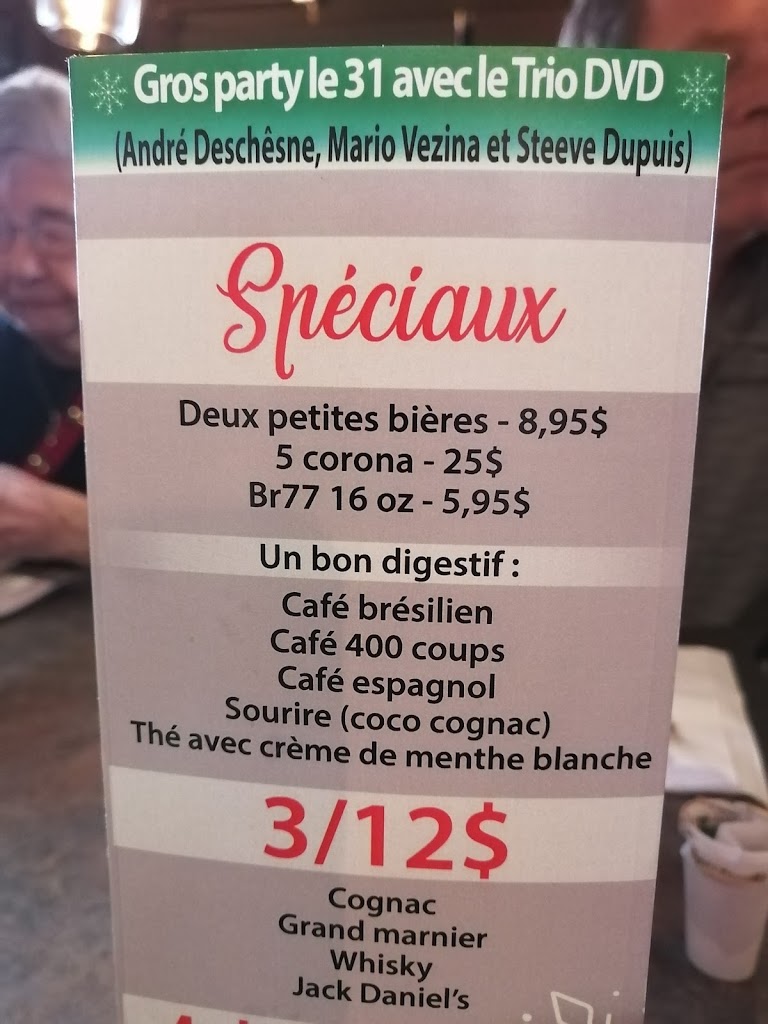 Gros party le 31 avec le Trio DVD
(André Deschêsne, Mario Vezina et Steeve Dupuis)
Spéciaux
Deux petites bières - 8,95$
5 corona - 25$
Br77 16 oz - 5,95$
Un bon digestif :
Café brésilien
Café 400 coups
Café espagnol
Sourire (coco cognac)
Thé avec crème de menthe blanche
3/12$
Cognac
Grand marnier
Whisky
Jack Daniel's